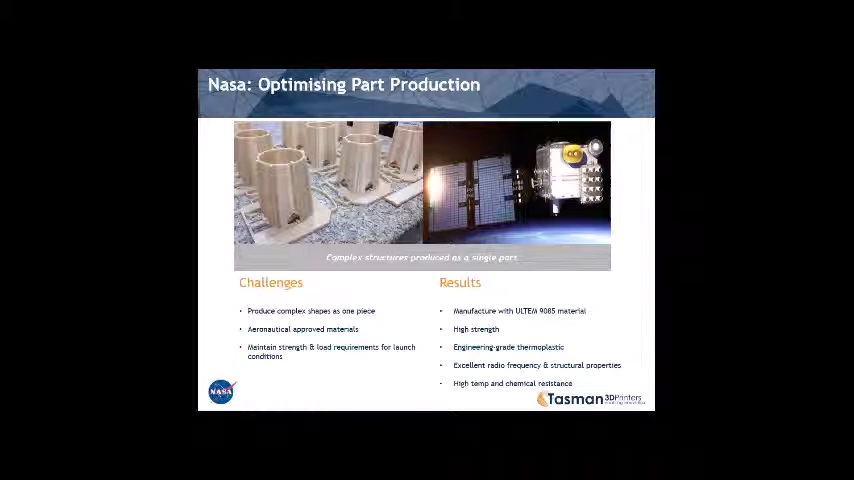 Nasa: Optimising Part Production
Complex structures produced as a single part
Challenges
• Produce complex shapes as one piece
• Aeronautical approved materials
• Maintain strength & load requirements for launch
conditions
Results
• Manufacture with ULTEM 9085 material
• High strength
• Engineering-grade thermoplastic
• Excellent radio frequency & structural properties
• High temp and chemical resistance
NASA
Tasman 3DPrinters